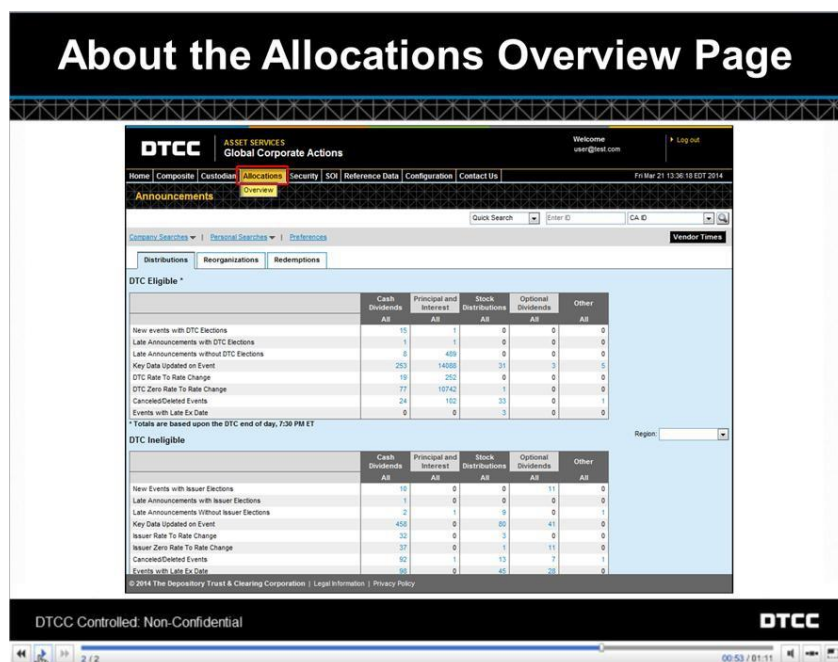 About the Allocations Overview Page
DTCC
ASSET SERVICES
Global Corporate Actions
Welcome
user@test.com
Log out
Home Composite Custodian Allocations Security SOI Reference Data Configuration Contact Us Fri Mar 21 13:36:18 EDT 2014
Announcements Overview
Quick Search Enter ID CA ID
Company Searches | Personal Searches | Preferences Vendor Times
Distributions Reorganizations Redemptions
DTC Eligible *
Cash Dividends Principal and Interest Stock Distributions Optional Dividends Other
All All All All All
New events with DTC Elections 15 1 0 0 0
Late Announcements with DTC Elections 1 1 0 0 0
Late Announcements without DTC Elections 8 489 0 0 0
Key Data Updated on Event 253 14088 31 3 5
DTC Rate To Rate Change 19 252 0 0 0
DTC Zero Rate To Rate Change 77 10742 1 0 0
Canceled/Deleted Events 24 102 33 0 1
Events with Late Ex Date 0 0 3 0 0
* Totals are based upon the DTC end of day, 7:30 PM ET
Region:
DTC Ineligible
Cash Dividends Principal and Interest Stock Distributions Optional Dividends Other
All All All All All
New Events with Issuer Elections 10 0 0 11 0
Late Announcements with Issuer Elections 1 0 0 0 0
Late Announcements Without Issuer Elections 2 1 9 0 1
Key Data Updated on Event 458 0 80 41 0
Issuer Rate To Rate Change 32 0 3 0 0
Issuer Zero Rate To Rate Change 37 0 1 11 0
Canceled/Deleted Events 92 1 13 7 1
Events with Late Ex Date 98 0 45 28 0
© 2014 The Depository Trust & Clearing Corporation | Legal Information | Privacy Policy
DTCC Controlled: Non-Confidential
DTCC
2 / 2 00:53 / 01:11